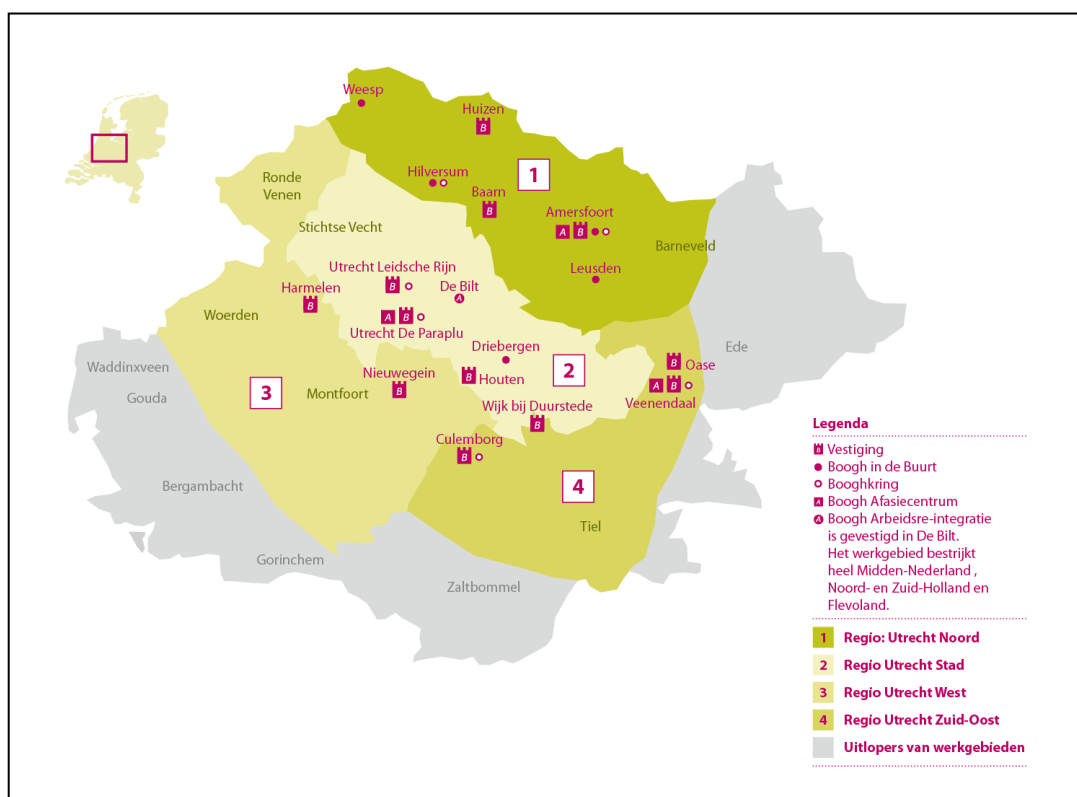 Weesp
Huizen
B
Hilversum
1
Ronde
Venen
Baarn
B
Amersfoort
A B
Stichtse Vecht
Barneveld
Utrecht Leidsche Rijn
B
De Bilt
A
Leusden
Harmelen
B
Woerden
A B
Utrecht De Paraplu
Driebergen
Ede
Waddinxveen
Gouda
3
Montfoort
Nieuwegein
B
B
Houten
2
B
Oase
A B
Veenendaal
Wijk bij Duurstede
B
Culemborg
B
4
Bergambacht
Tiel
Gorinchem
Zaltbommel
Legenda
B Vestiging
Boogh in de Buurt
Booghkring
A Boogh Afasiecentrum
A Boogh Arbeidsre-integratie
is gevestigd in De Bilt.
Het werkgebied bestrijkt
heel Midden-Nederland ,
Noord- en Zuid-Holland en
Flevoland.
1 Regio: Utrecht Noord
2 Regio Utrecht Stad
3 Regio Utrecht West
4 Regio Utrecht Zuid-Oost
Uitlopers van werkgebieden